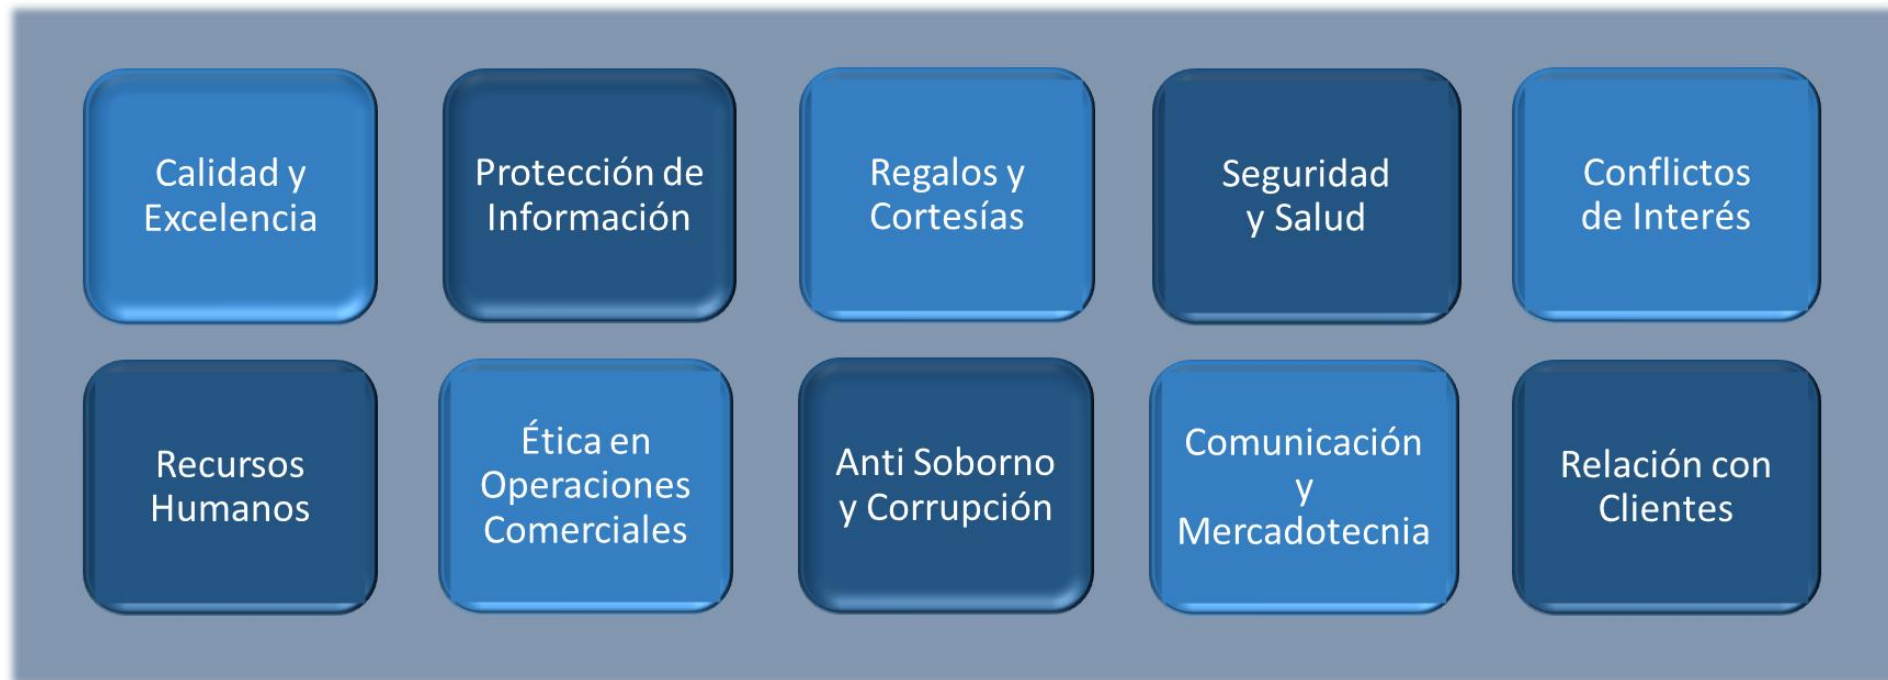 Calidad y
Excelencia
Protección de
Información
Regalos y
Cortesías
Seguridad
y Salud
Conflictos
de Interés
Recursos
Humanos
Ética en
Operaciones
Comerciales
Anti Soborno
y Corrupción
Comunicación
y
Mercadotecnia
Relación con
Clientes